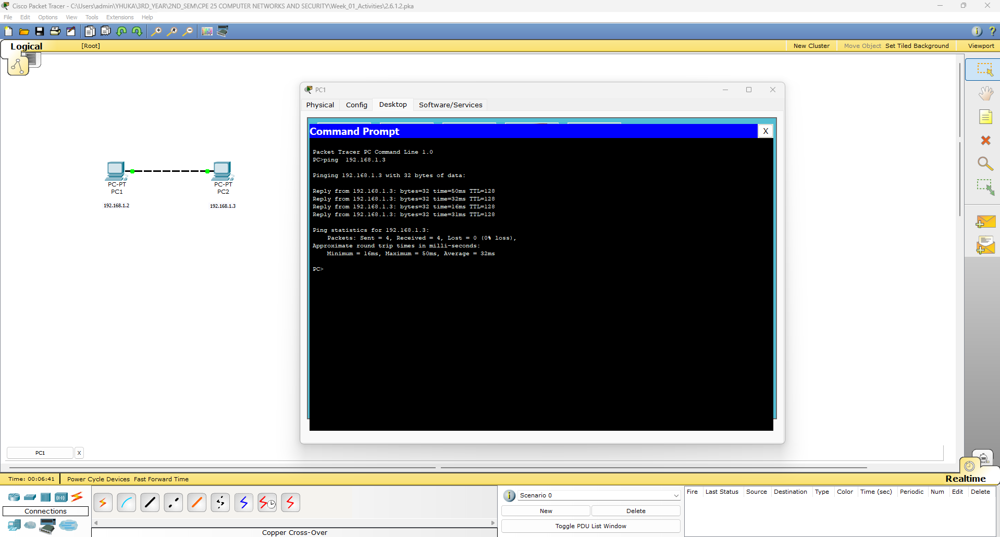 Cisco Packet Tracer - C:\Users\admin\YHUKA\3RD_YEAR\2ND_SEM\CPE 25 COMPUTER NETWORKS AND SECURITY\Week_01_Activities\2.6.1.2.pka
File Edit Options View Tools Extensions Help
Logical [Root] New Cluster Move Object Set Tiled Background Viewport
PC1
Physical Config Desktop Software/Services
Command Prompt X
Packet Tracer PC Command Line 1.0
PC>ping  192.168.1.3
Pinging 192.168.1.3 with 32 bytes of data:
Reply from 192.168.1.3: bytes=32 time=50ms TTL=128
Reply from 192.168.1.3: bytes=32 time=32ms TTL=128
Reply from 192.168.1.3: bytes=32 time=16ms TTL=128
Reply from 192.168.1.3: bytes=32 time=31ms TTL=128
Ping statistics for 192.168.1.3:
Packets: Sent = 4, Received = 4, Lost = 0 (0% loss),
Approximate round trip times in milli-seconds:
Minimum = 16ms, Maximum = 50ms, Average = 32ms
PC>
PC-PT PC-PT
PC1 PC2
192.168.1.2 192.168.1.3
PC1 X
Time: 00:06:41 Power Cycle Devices Fast Forward Time
Realtime
Connections
Copper Cross-Over
Scenario 0
New Delete
Toggle PDU List Window
Fire Last Status Source Destination Type Color Time (sec) Periodic Num Edit Delete